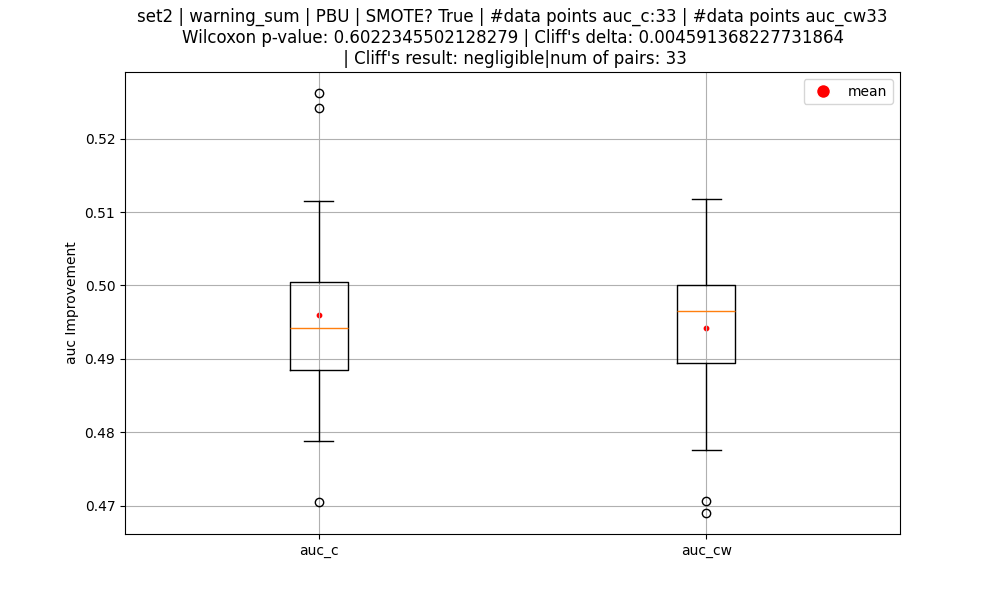 set2 | warning_sum | PBU | SMOTE? True | #data points auc_c:33 | #data points auc_cw33
Wilcoxon p-value: 0.6022345502128279 | Cliff's delta: 0.004591368227731864
| Cliff's result: negligible|num of pairs: 33
mean
0.52
0.51
0.50
0.49
0.48
0.47
auc Improvement
auc_c
auc_cw